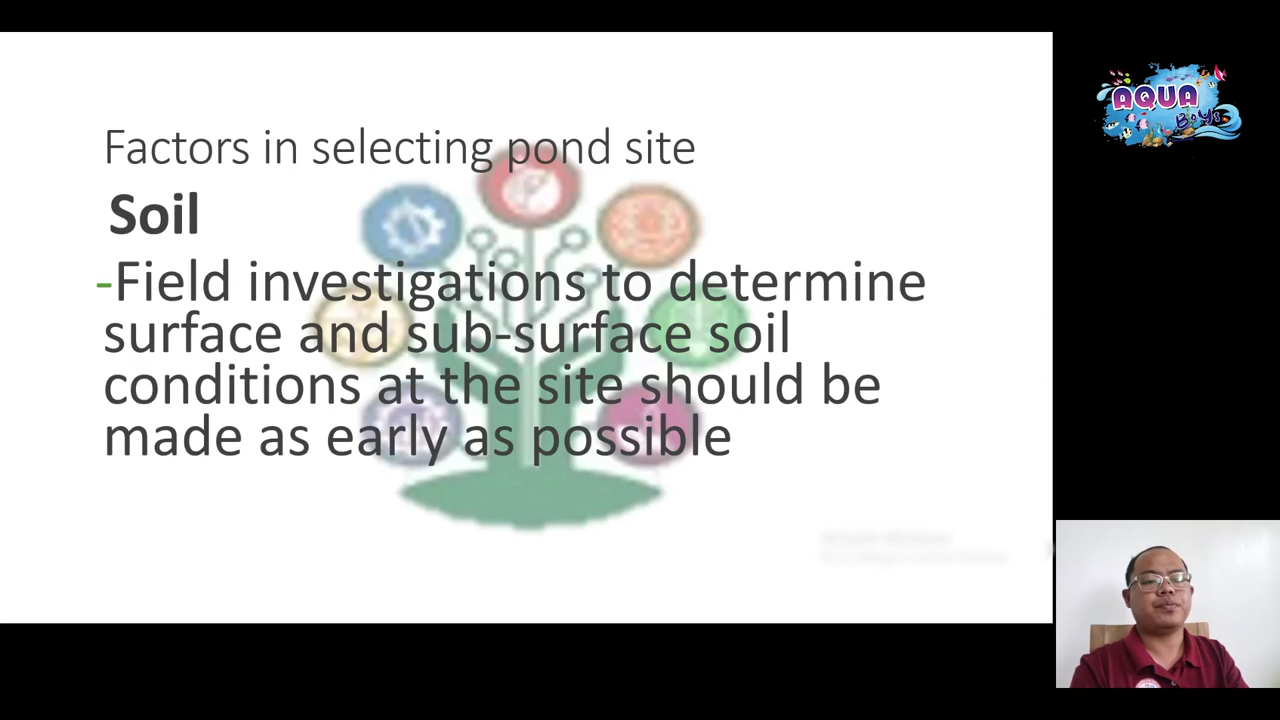 Factors in selecting pond site
Soil
-Field investigations to determine
surface and sub-surface soil
conditions at the site should be
made as early as possible
AQUA
Boys